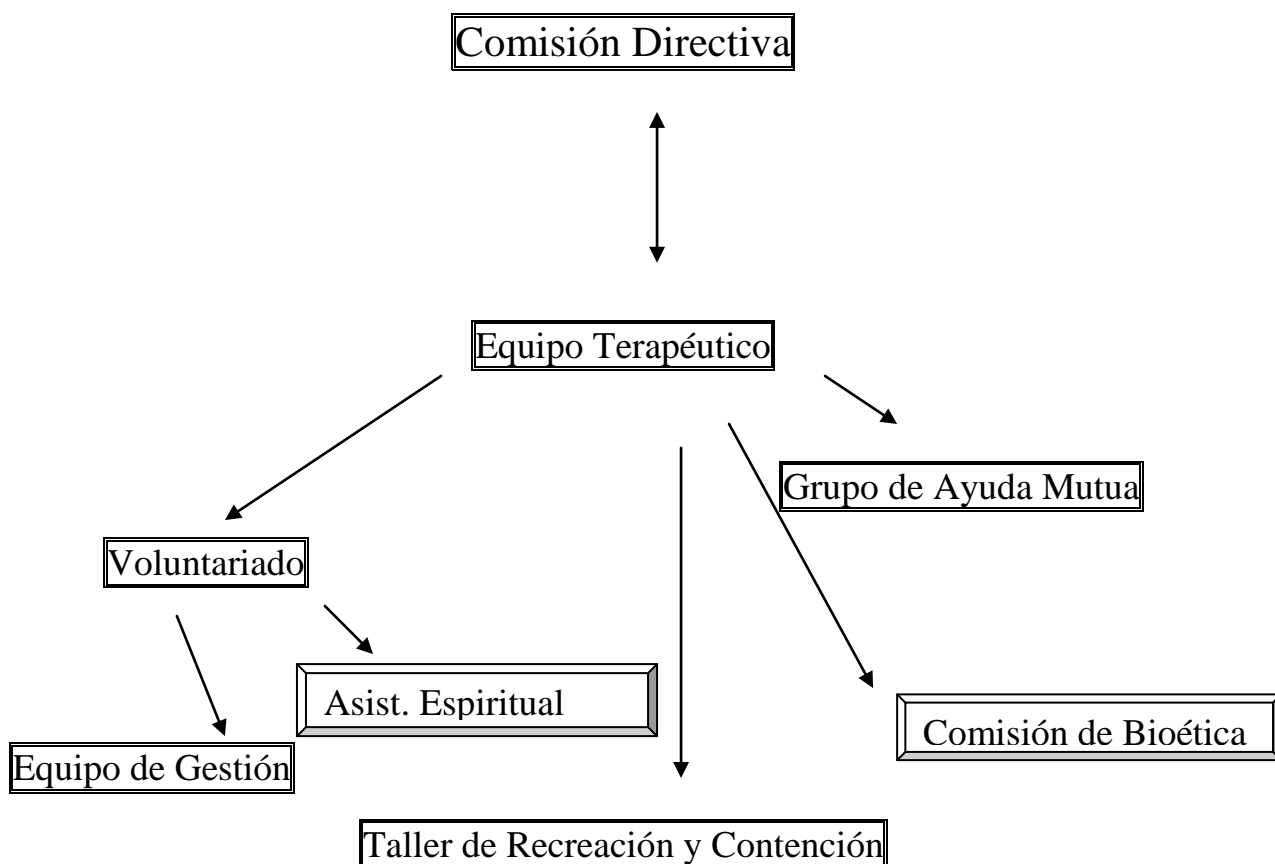 Comisión Directiva
Equipo Terapéutico
Grupo de Ayuda Mutua
Voluntariado
Asist. Espiritual
Comisión de Bioética
Equipo de Gestión
Taller de Recreación y Contención